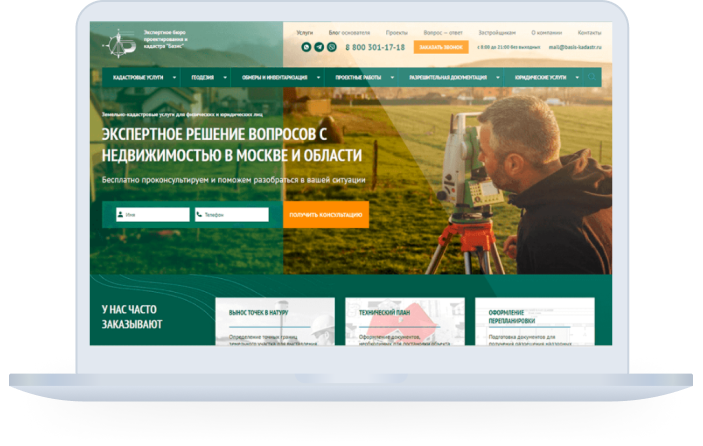 Экспертное бюро
проектирования и
кадастра "Базис"
Услуги Блог основателя Проекты Вопрос — ответ Застройщикам О компании Контакты
8 800 301-17-18 ЗАКАЗАТЬ ЗВОНОК с 8:00 до 21:00 без выходных mail@basis-kadastr.ru
КАДАСТРОВЫЕ УСЛУГИ ГЕОДЕЗИЯ ОБМЕРЫ И ИНВЕНТАРИЗАЦИЯ ПРОЕКТНЫЕ РАБОТЫ РАЗРЕШИТЕЛЬНАЯ ДОКУМЕНТАЦИЯ ЮРИДИЧЕСКИЕ УСЛУГИ
Земельно-кадастровые услуги для физических и юридических лиц
ЭКСПЕРТНОЕ РЕШЕНИЕ ВОПРОСОВ С
НЕДВИЖИМОСТЬЮ В МОСКВЕ И ОБЛАСТИ
Бесплатно проконсультируем и поможем разобраться в вашей ситуации
Имя Телефон ПОЛУЧИТЬ КОНСУЛЬТАЦИЮ
У НАС ЧАСТО
ЗАКАЗЫВАЮТ
ВЫНОС ТОЧЕК В НАТУРУ
Определение точных границ
ТЕХНИЧЕСКИЙ ПЛАН
Оформление документов,
ОФОРМЛЕНИЕ
ПЕРЕПЛАНИРОВКИ
Подготовка документов для